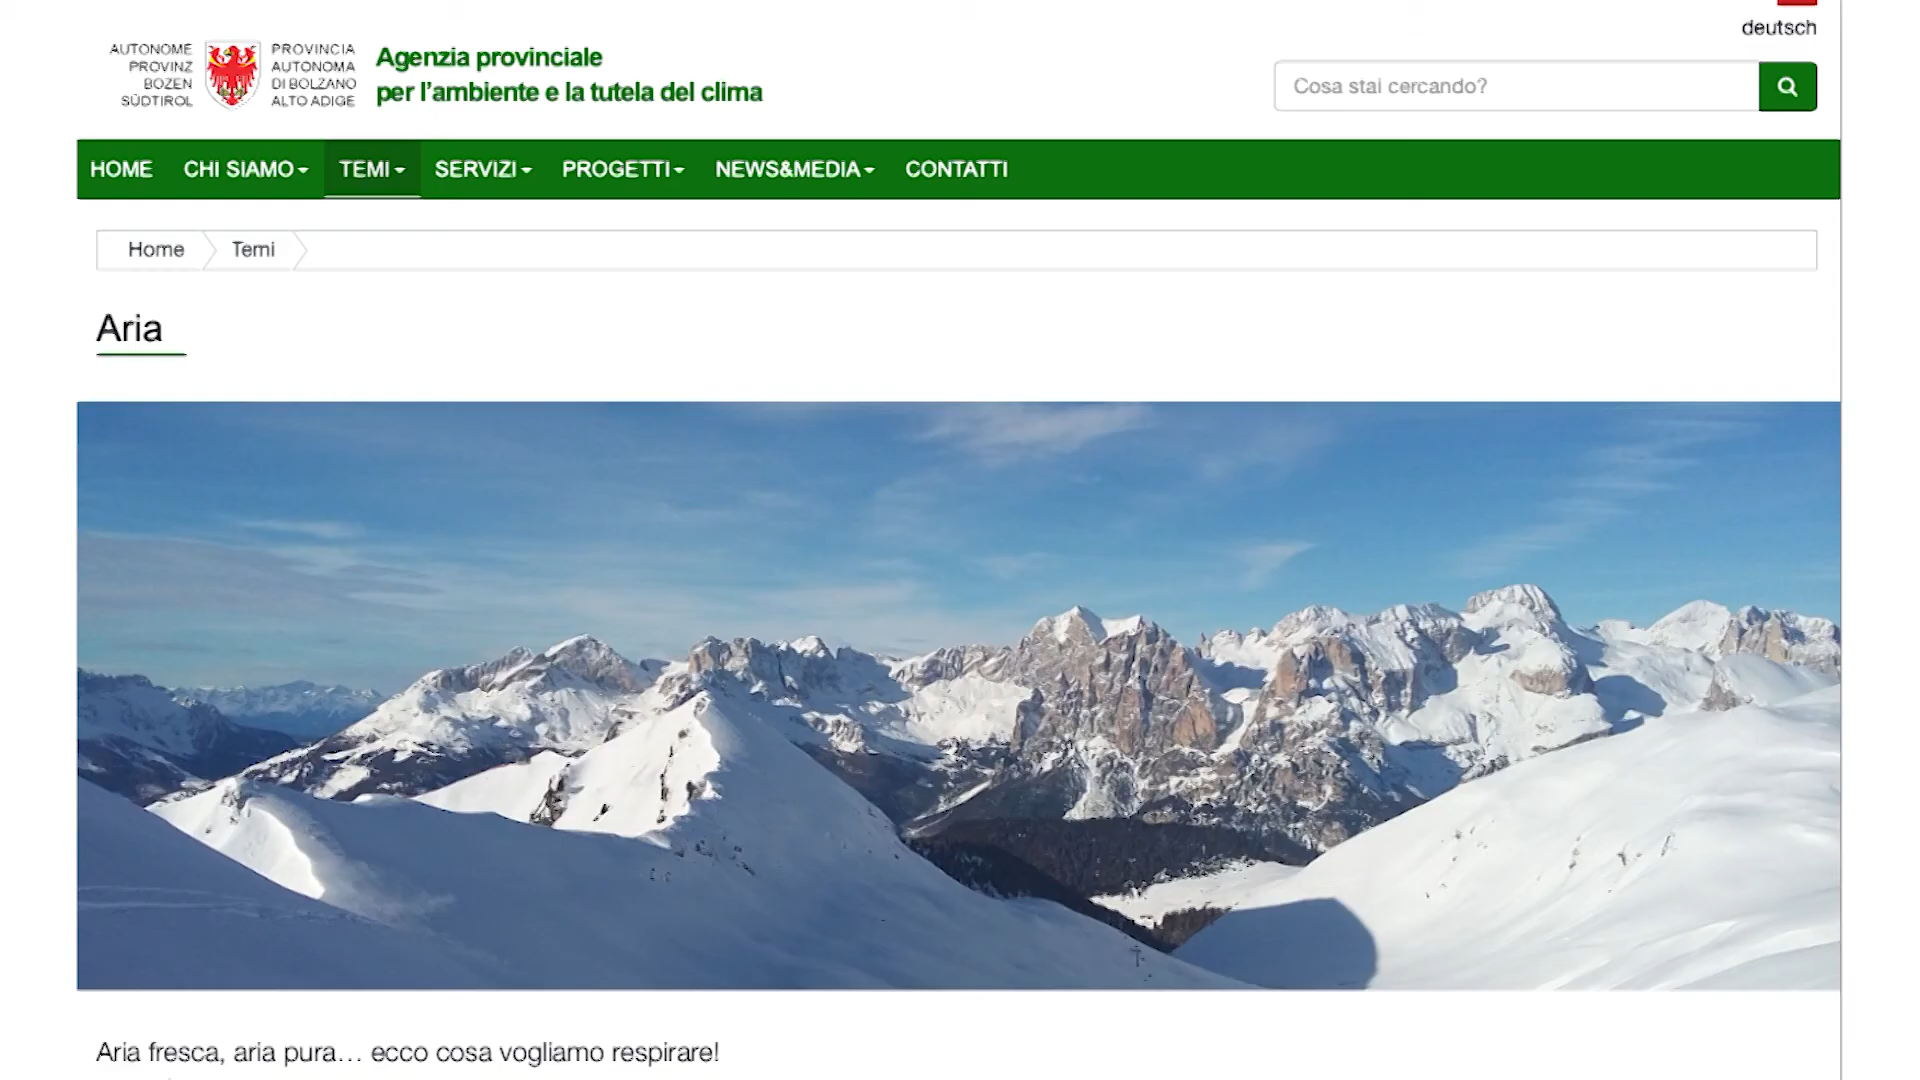 deutsch
AUTONOME
PROVINZ
BOZEN
SÜDTIROL
PROVINCIA
AUTONOMA
DI BOLZANO
ALTO ADIGE
Agenzia provinciale
per l'ambiente e la tutela del clima
Cosa stai cercando?
HOME CHI SIAMO TEMI SERVIZI PROGETTI NEWS&MEDIA CONTATTI
Home Temi
Aria
Aria fresca, aria pura… ecco cosa vogliamo respirare!